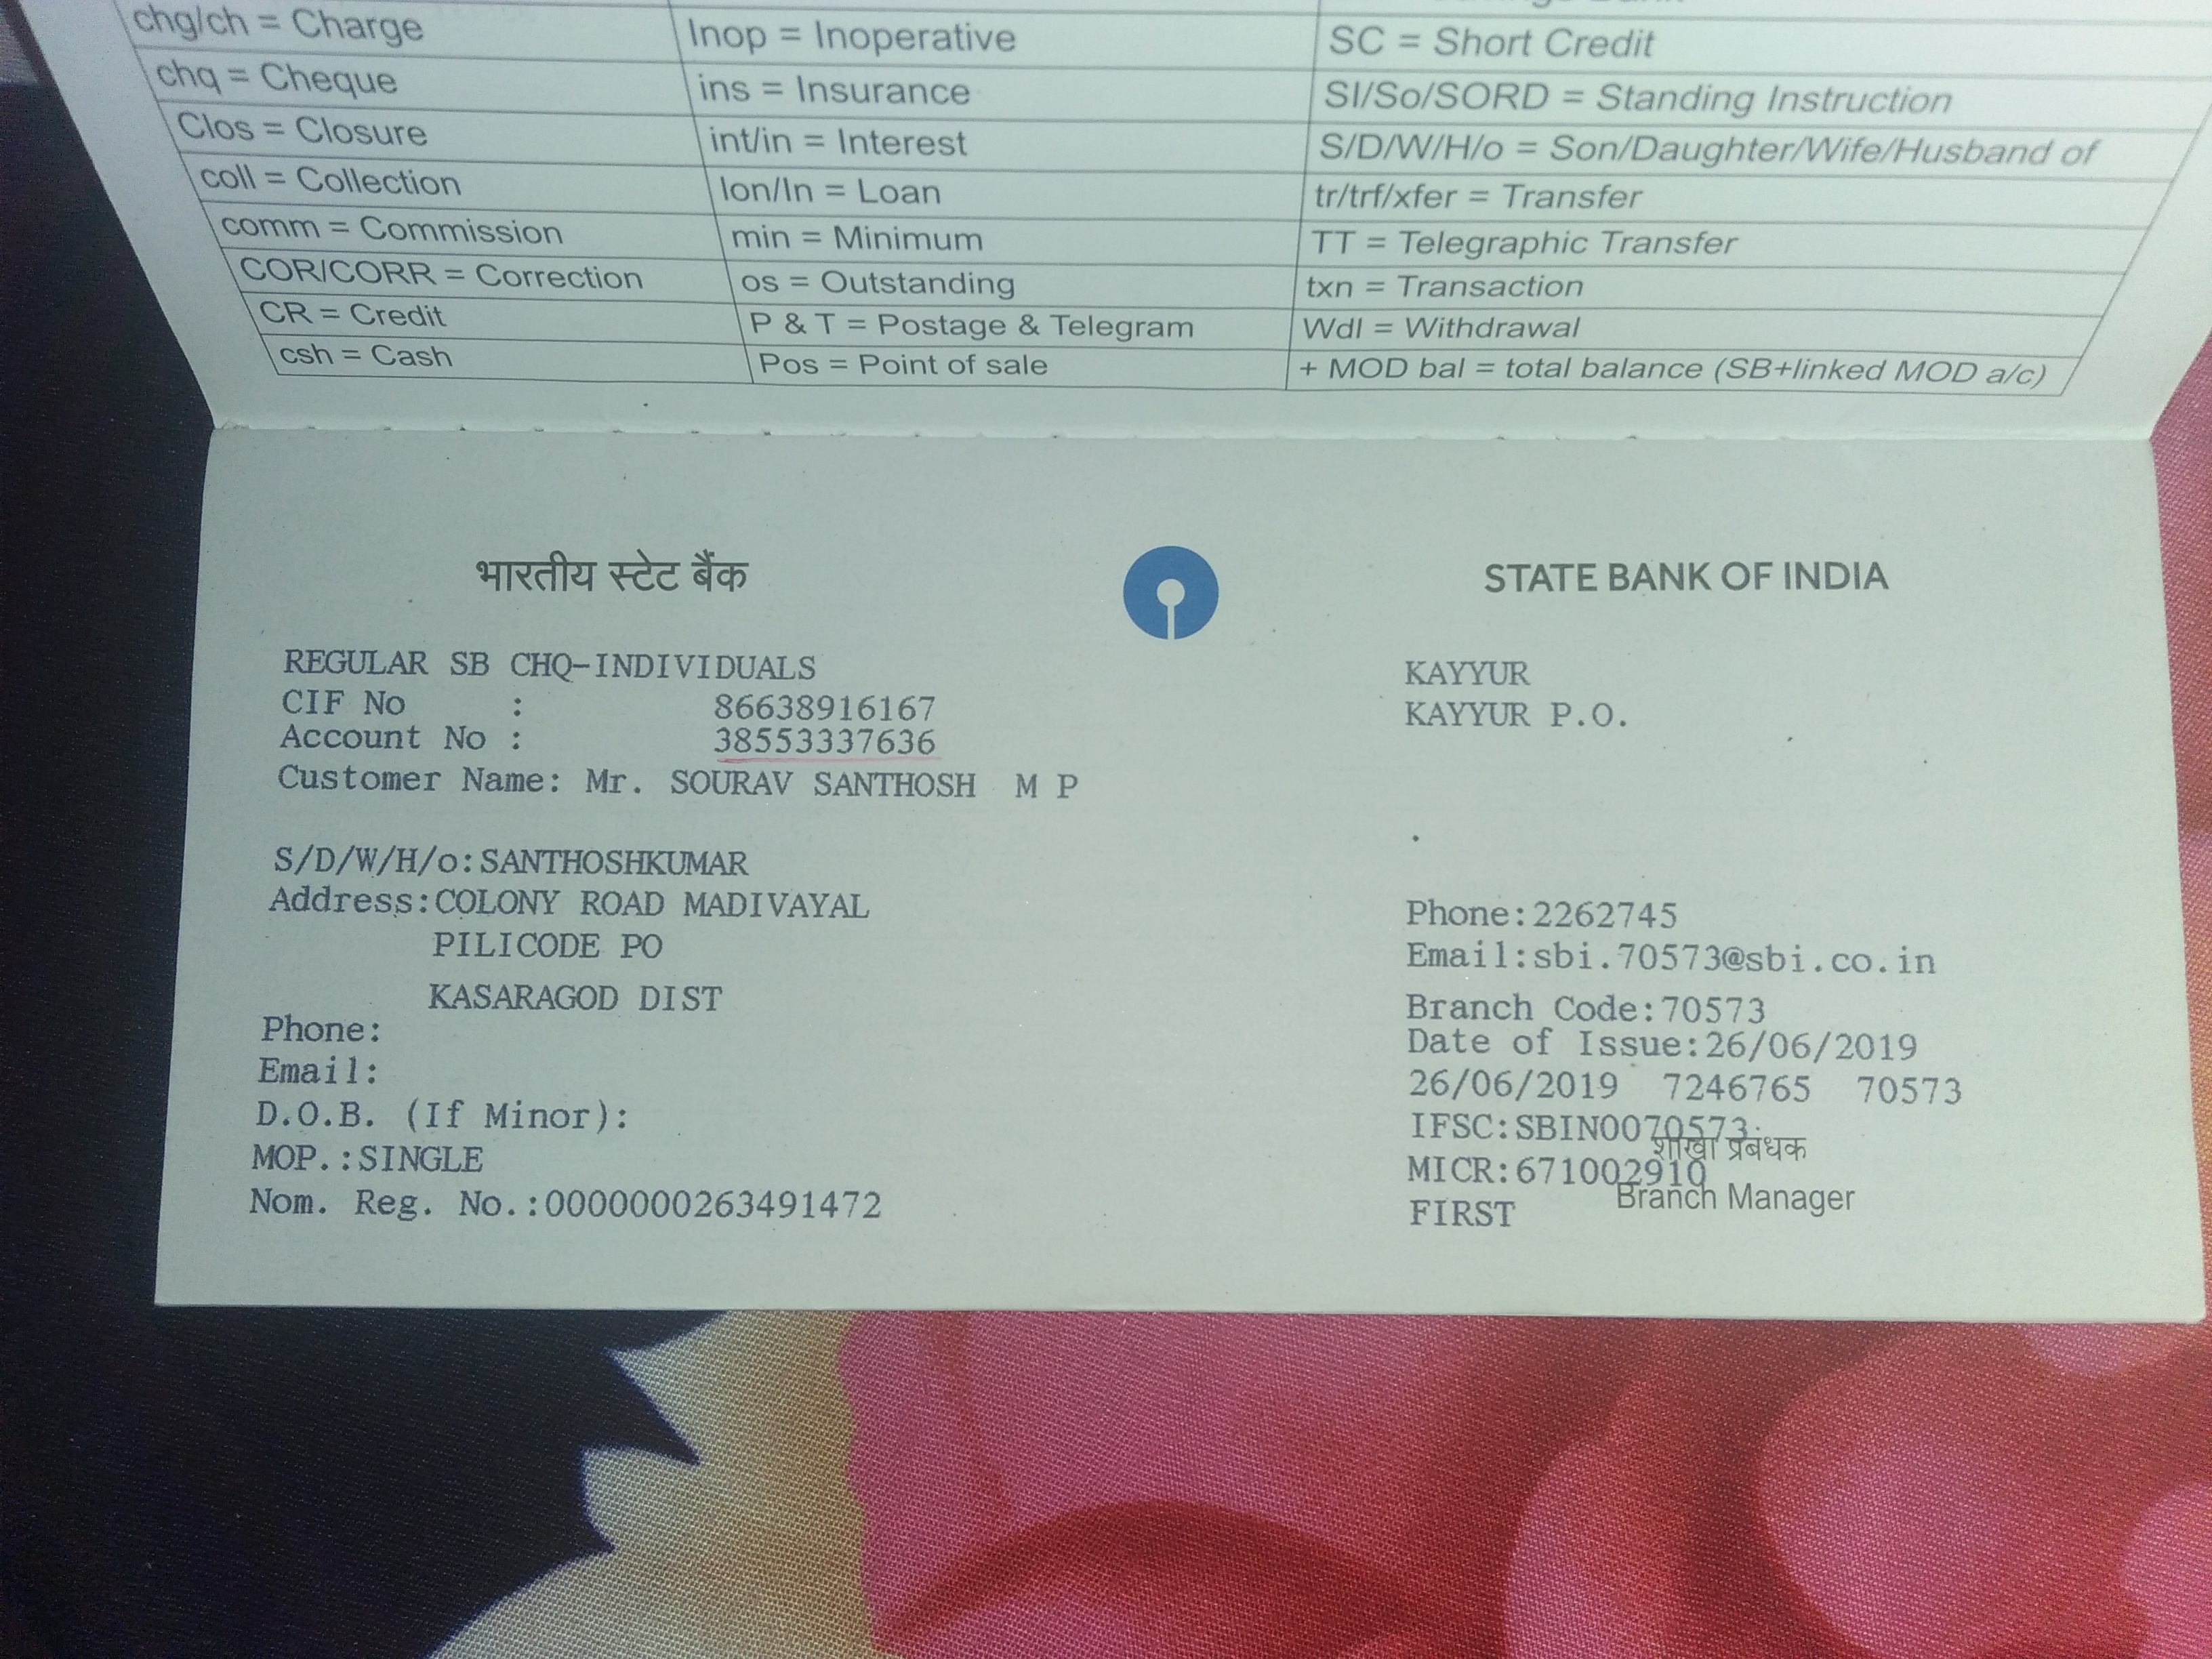 chg/ch = Charge
Inop = Inoperative
SC = Short Credit
chq = Cheque
ins = Insurance
SI/So/SORD = Standing Instruction
Clos = Closure
int/in = Interest
S/D/W/H/o = Son/Daughter/Wife/Husband of
coll = Collection
lon/ln = Loan
tr/trf/xfer = Transfer
comm = Commission
min = Minimum
TT = Telegraphic Transfer
COR/CORR = Correction
os = Outstanding
txn = Transaction
CR = Credit
P & T = Postage & Telegram
Wdl = Withdrawal
csh = Cash
Pos = Point of sale
+ MOD bal = total balance (SB+linked MOD a/c)
भारतीय स्टेट बैंक
STATE BANK OF INDIA
REGULAR SB CHQ-INDIVIDUALS
CIF No : 86638916167
Account No : 38553337636
Customer Name: Mr. SOURAV SANTHOSH M P
S/D/W/H/o:SANTHOSHKUMAR
Address:COLONY ROAD MADIVAYAL
PILICODE PO
KASARAGOD DIST
Phone:
Email:
D.O.B. (If Minor):
MOP.:SINGLE
Nom. Reg. No.:0000000263491472
KAYYUR
KAYYUR P.O.
Phone:2262745
Email:sbi.70573@sbi.co.in
Branch Code:70573
Date of Issue:26/06/2019
26/06/2019 7246765 70573
IFSC:SBIN0070573
शाखा प्रबंधक
MICR:671002910
Branch Manager
FIRST